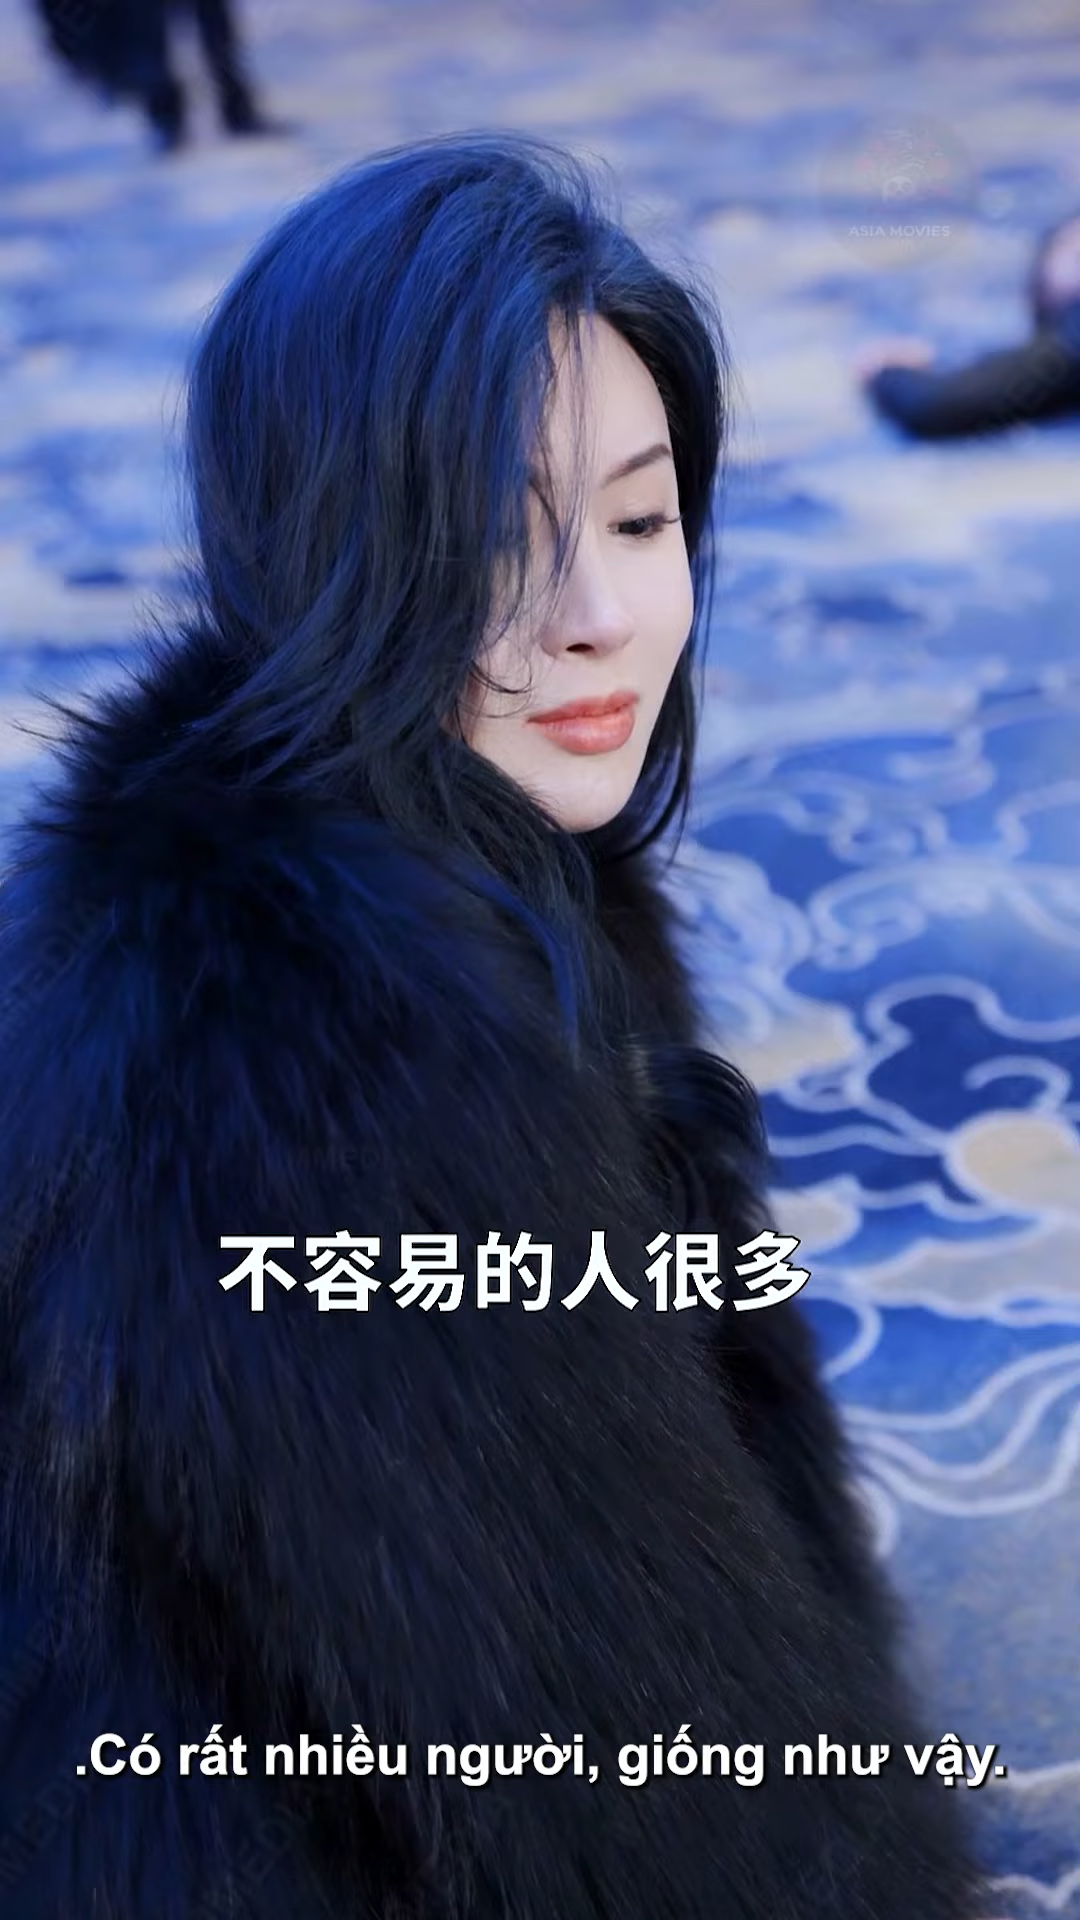 ASIA MOVIES
不容易的人很多
.Có rất nhiều người, giống như vậy.